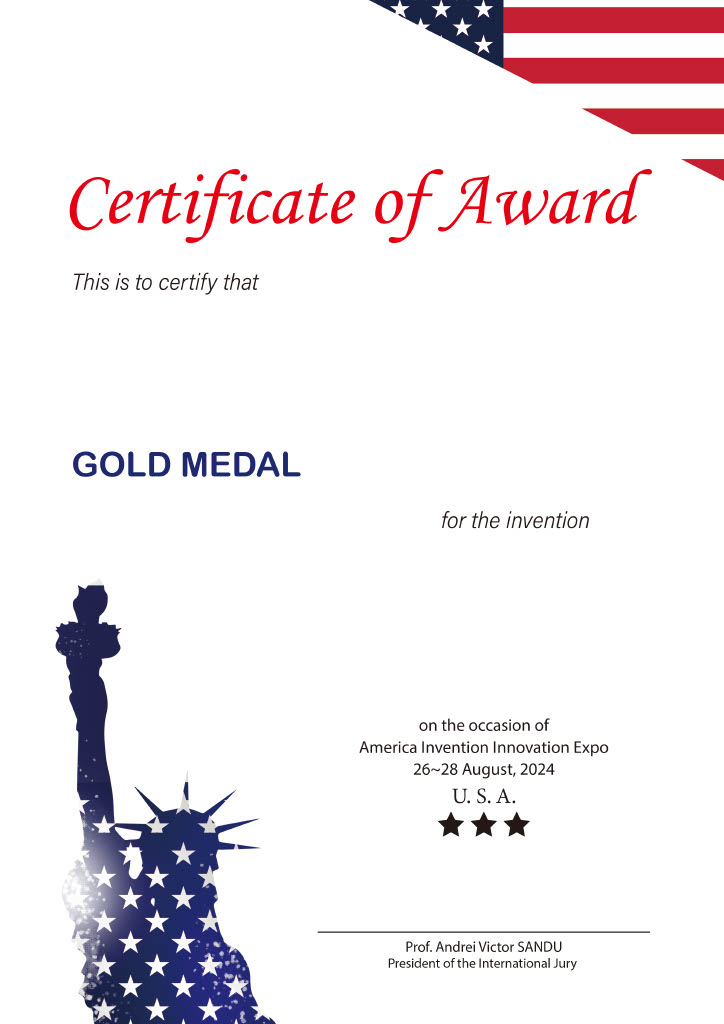 Certificate of Award
This is to certify that
GOLD MEDAL
for the invention
on the occasion of
America Invention Innovation Expo
26~28 August, 2024
U. S. A.
Prof. Andrei Victor SANDU
President of the International Jury